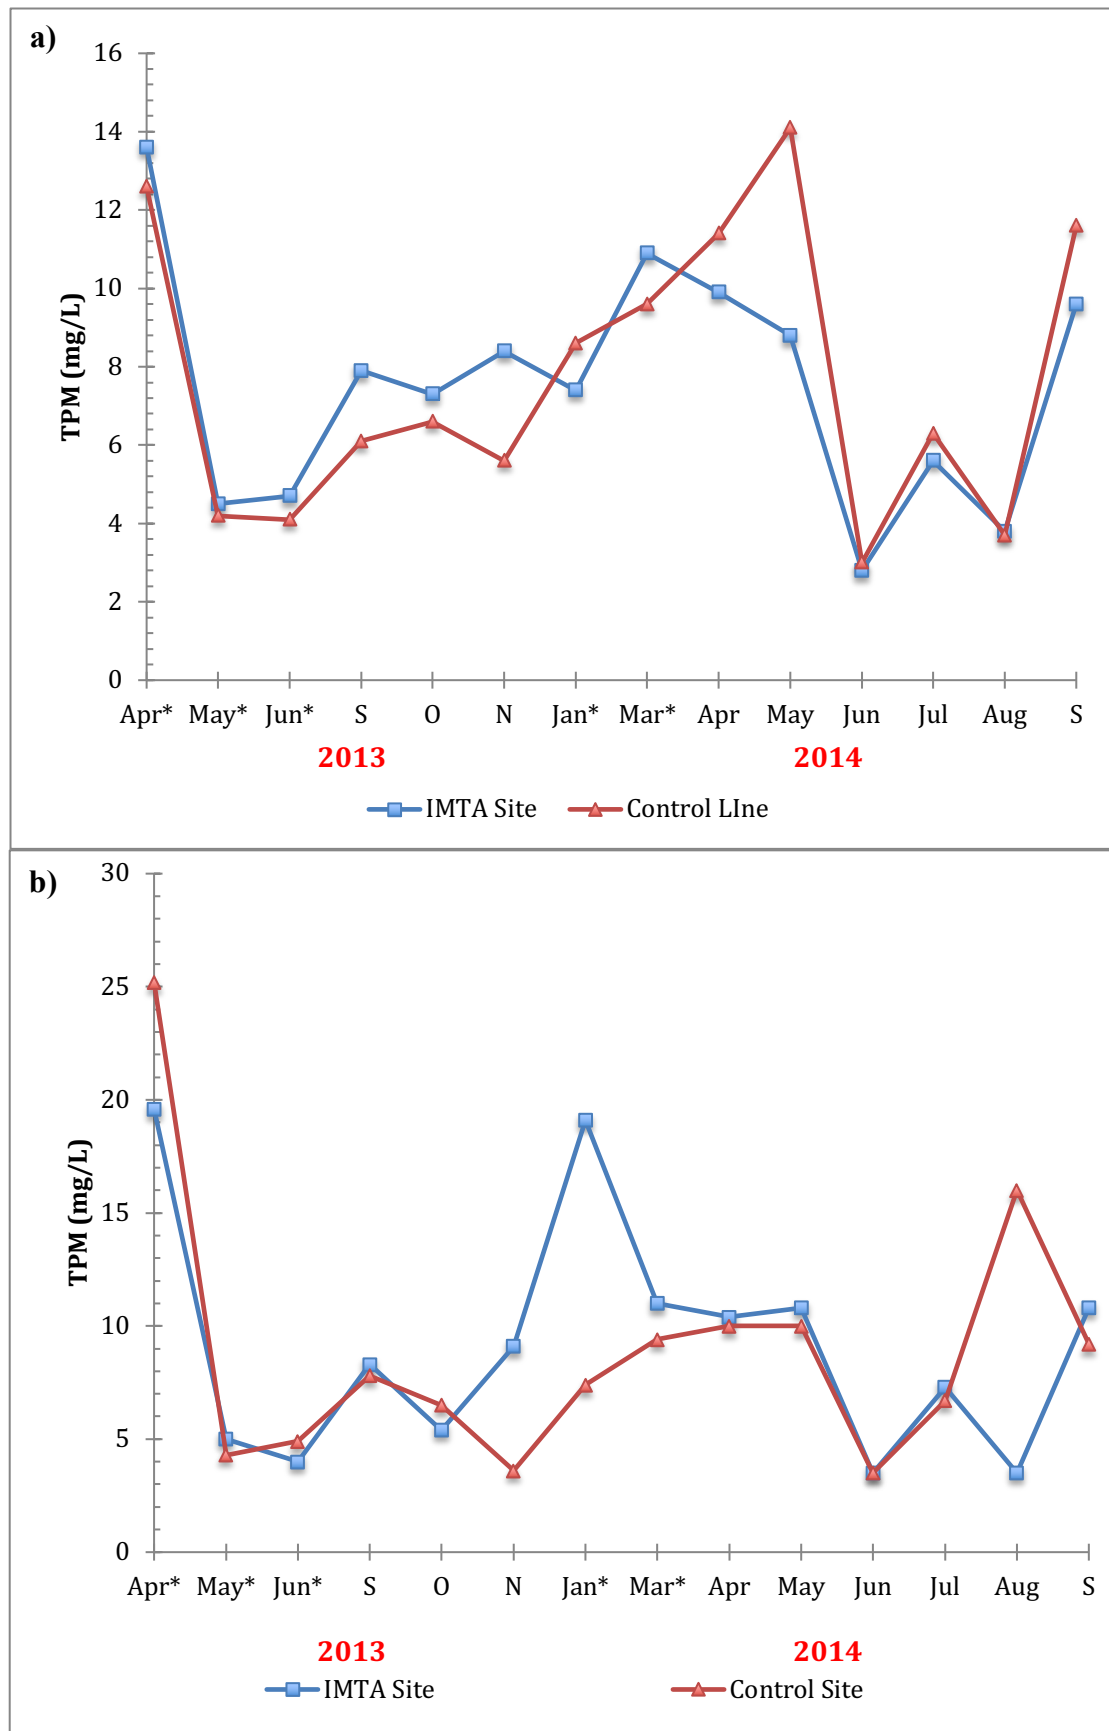 a)
16
14
12
10
8
6
4
2
0
TPM (mg/L)
Apr* May* Jun* S O N Jan* Mar* Apr May Jun Jul Aug S
2013 2014
IMTA Site Control LIne
b)
30
25
20
15
10
5
0
TPM (mg/L)
Apr* May* Jun* S O N Jan* Mar* Apr May Jun Jul Aug S
2013 2014
IMTA Site Control Site